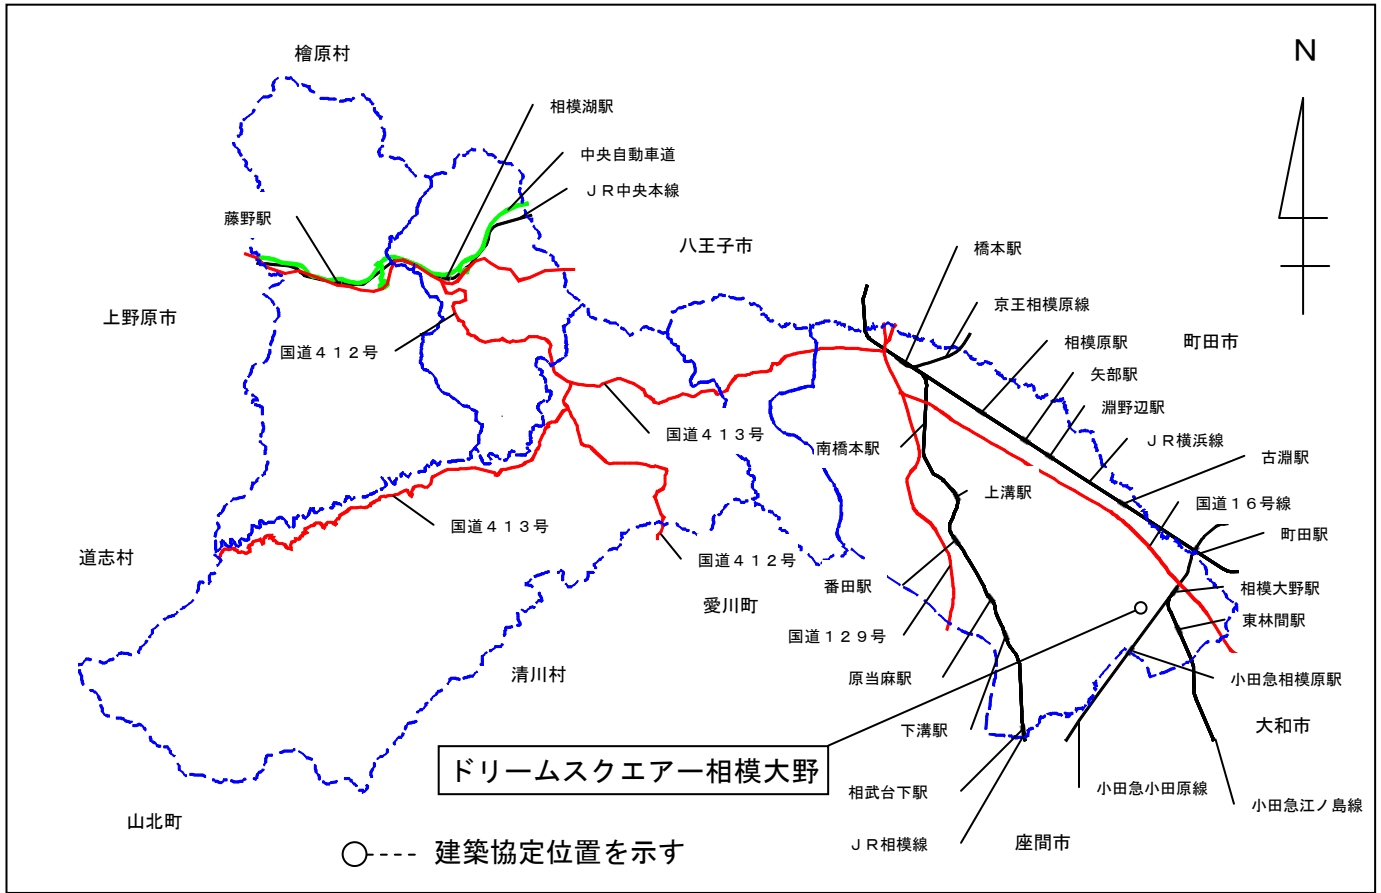 檜原村
N
相模湖駅
中央自動車道
ＪＲ中央本線
藤野駅
八王子市
橋本駅
京王相模原線
上野原市
相模原駅
町田市
国道４１２号
矢部駅
淵野辺駅
国道４１３号
南橋本駅
ＪＲ横浜線
古淵駅
上溝駅
国道１６号線
国道４１３号
町田駅
道志村
国道４１２号
番田駅
相模大野駅
愛川町
東林間駅
国道１２９号
清川村
原当麻駅
小田急相模原駅
下溝駅
大和市
ドリームスクエアー相模大野
相武台下駅
小田急小田原線
小田急江ノ島線
山北町
ＪＲ相模線
座間市
建築協定位置を示す